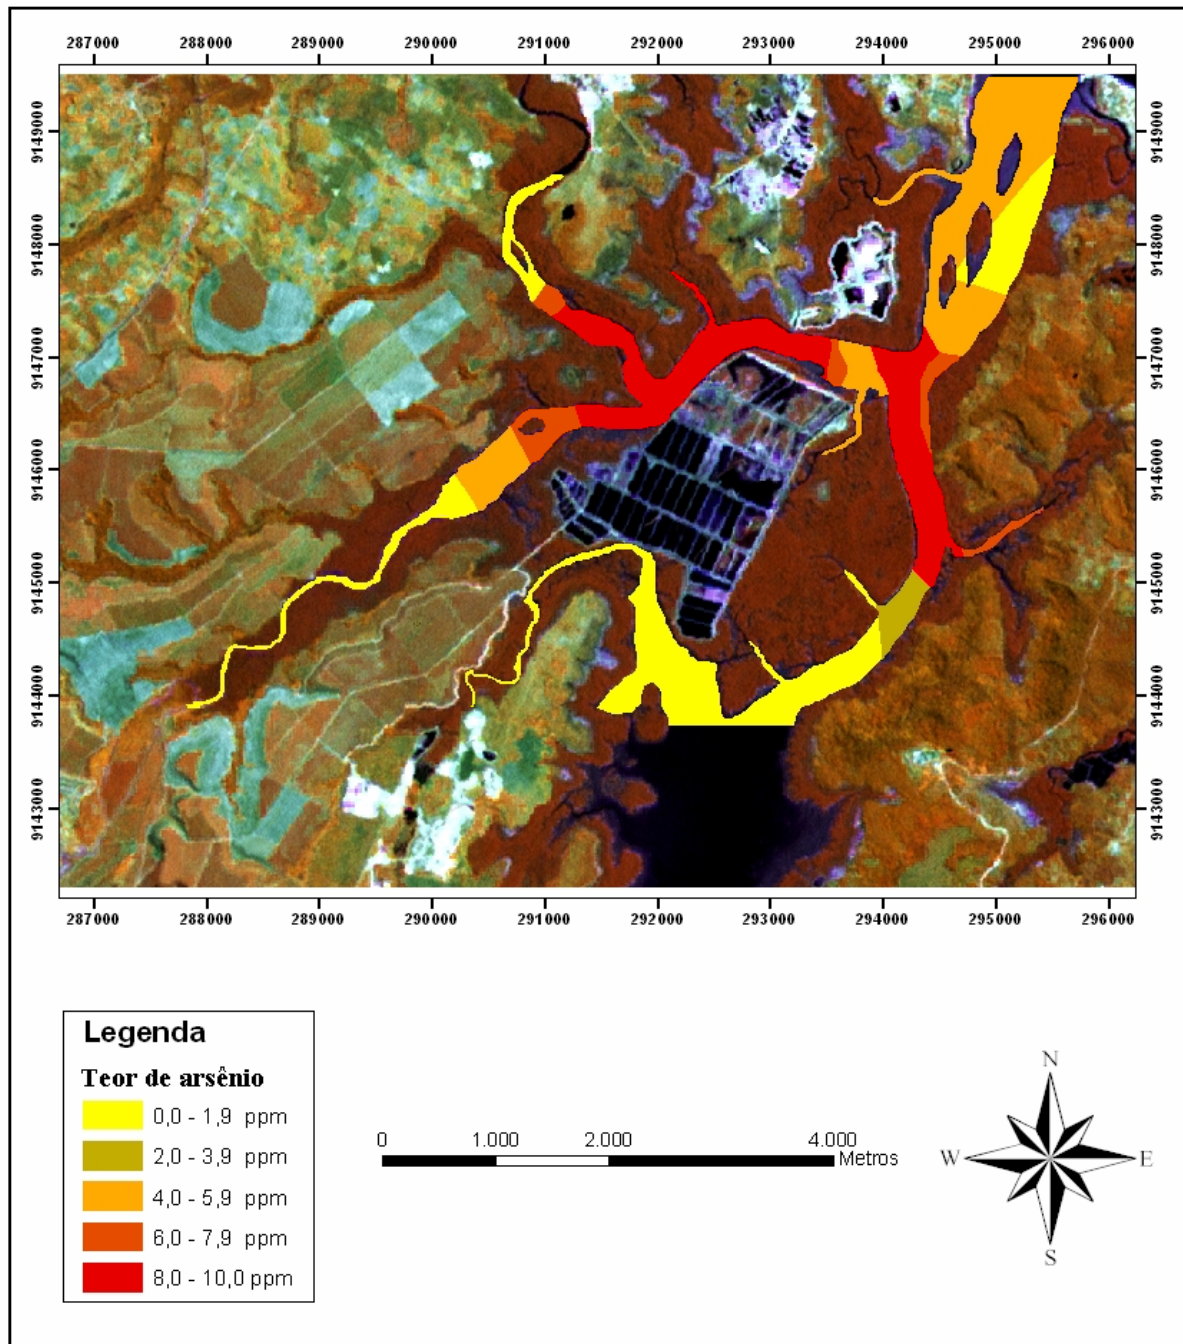 287000 288000 289000 290000 291000 292000 293000 294000 295000 296000
9149000 9149000
9148000 9148000
9147000 9147000
9146000 9146000
9145000 9145000
9144000 9144000
9143000 9143000
287000 288000 289000 290000 291000 292000 293000 294000 295000 296000
Legenda
Teor de arsênio
0,0 - 1,9 ppm
2,0 - 3,9 ppm
4,0 - 5,9 ppm
6,0 - 7,9 ppm
8,0 - 10,0 ppm
0 1.000 2.000 4.000
Metros
N
W E
S